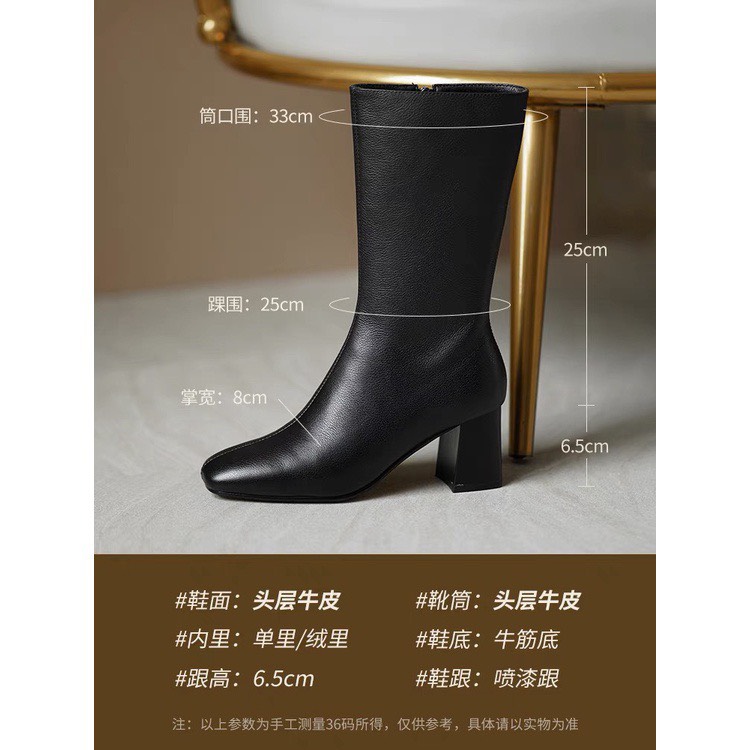 筒口围：33cm
25cm
踝围：25cm
掌宽：8cm
6.5cm
#鞋面：头层牛皮
#靴筒：头层牛皮
#内里：单里/绒里
#鞋底：牛筋底
#跟高：6.5cm
#鞋跟：喷漆跟
注：以上参数为手工测量36码所得，仅供参考，具体请以实物为准